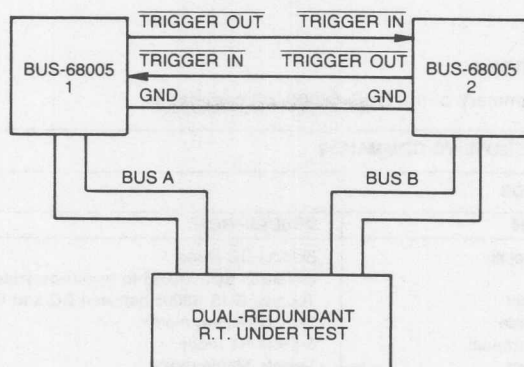 TRIGGER OUT TRIGGER IN
BUS-68005
1
TRIGGER IN TRIGGER OUT
BUS-68005
2
GND GND
BUS A BUS B
DUAL-REDUNDANT
R.T. UNDER TEST